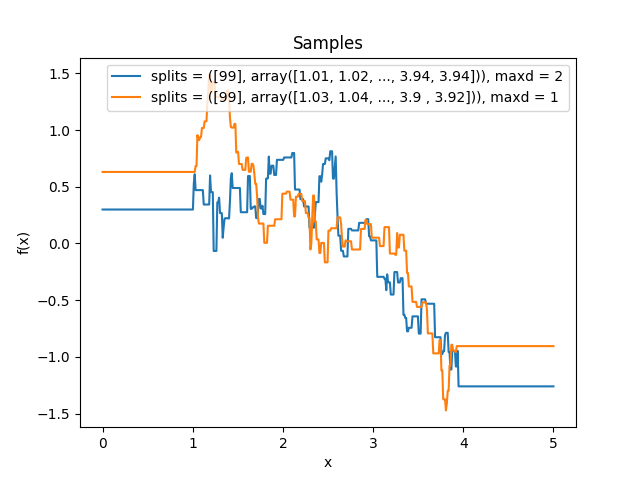 Samples
splits = ([99], array([1.01, 1.02, ..., 3.94, 3.94])), maxd = 2
splits = ([99], array([1.03, 1.04, ..., 3.9 , 3.92])), maxd = 1
1.5
1.0
0.5
0.0
−0.5
−1.0
−1.5
f(x)
0 1 2 3 4 5
x